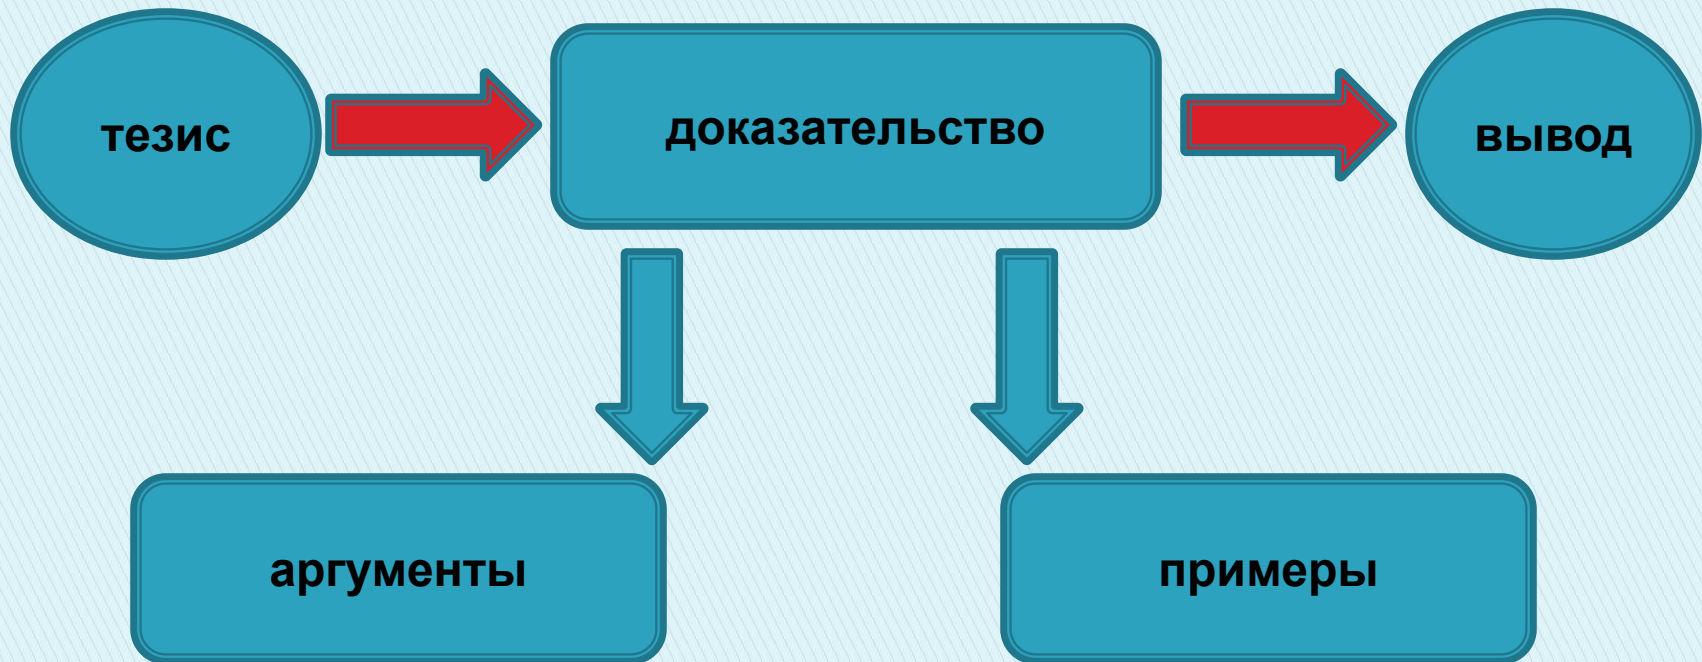 тезис
доказательство
вывод
аргументы
примеры